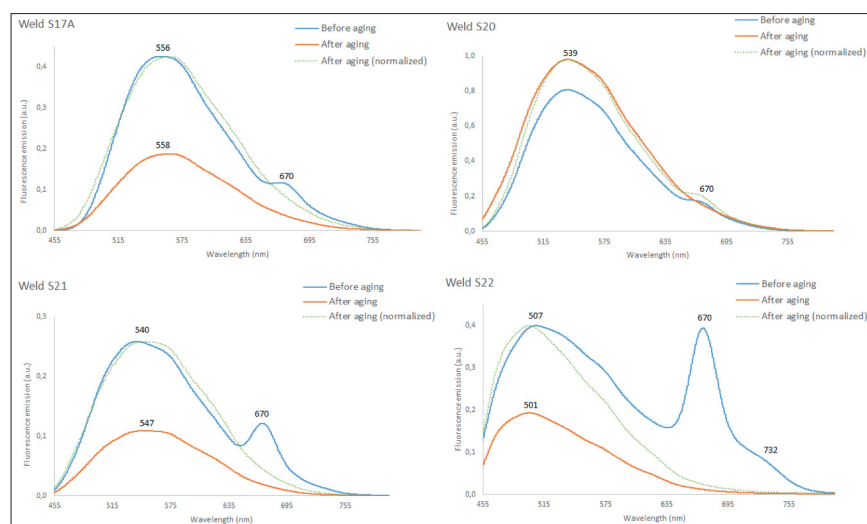 Weld S17A
Before aging
After aging
After aging (normalized)
556
558
670
Fluorescence emission (a.u.)
0,4
0,3
0,2
0,1
0,0
455 515 575 635 695 755
Wavelength (nm)
Weld S20
Before aging
After aging
After aging (normalized)
539
670
Fluorescence emission (a.u.)
1,0
0,8
0,6
0,4
0,2
0,0
455 515 575 635 695 755
Wavelength (nm)
Weld S21
Before aging
After aging
After aging (normalized)
540
547
670
Fluorescence emission (a.u.)
0,3
0,2
0,1
0,0
455 515 575 635 695 755
Wavelength (nm)
Weld S22
Before aging
After aging
After aging (normalized)
507
501
670
732
Fluorescence emission (a.u.)
0,4
0,3
0,2
0,1
0,0
455 515 575 635 695 755
Wavelength (nm)